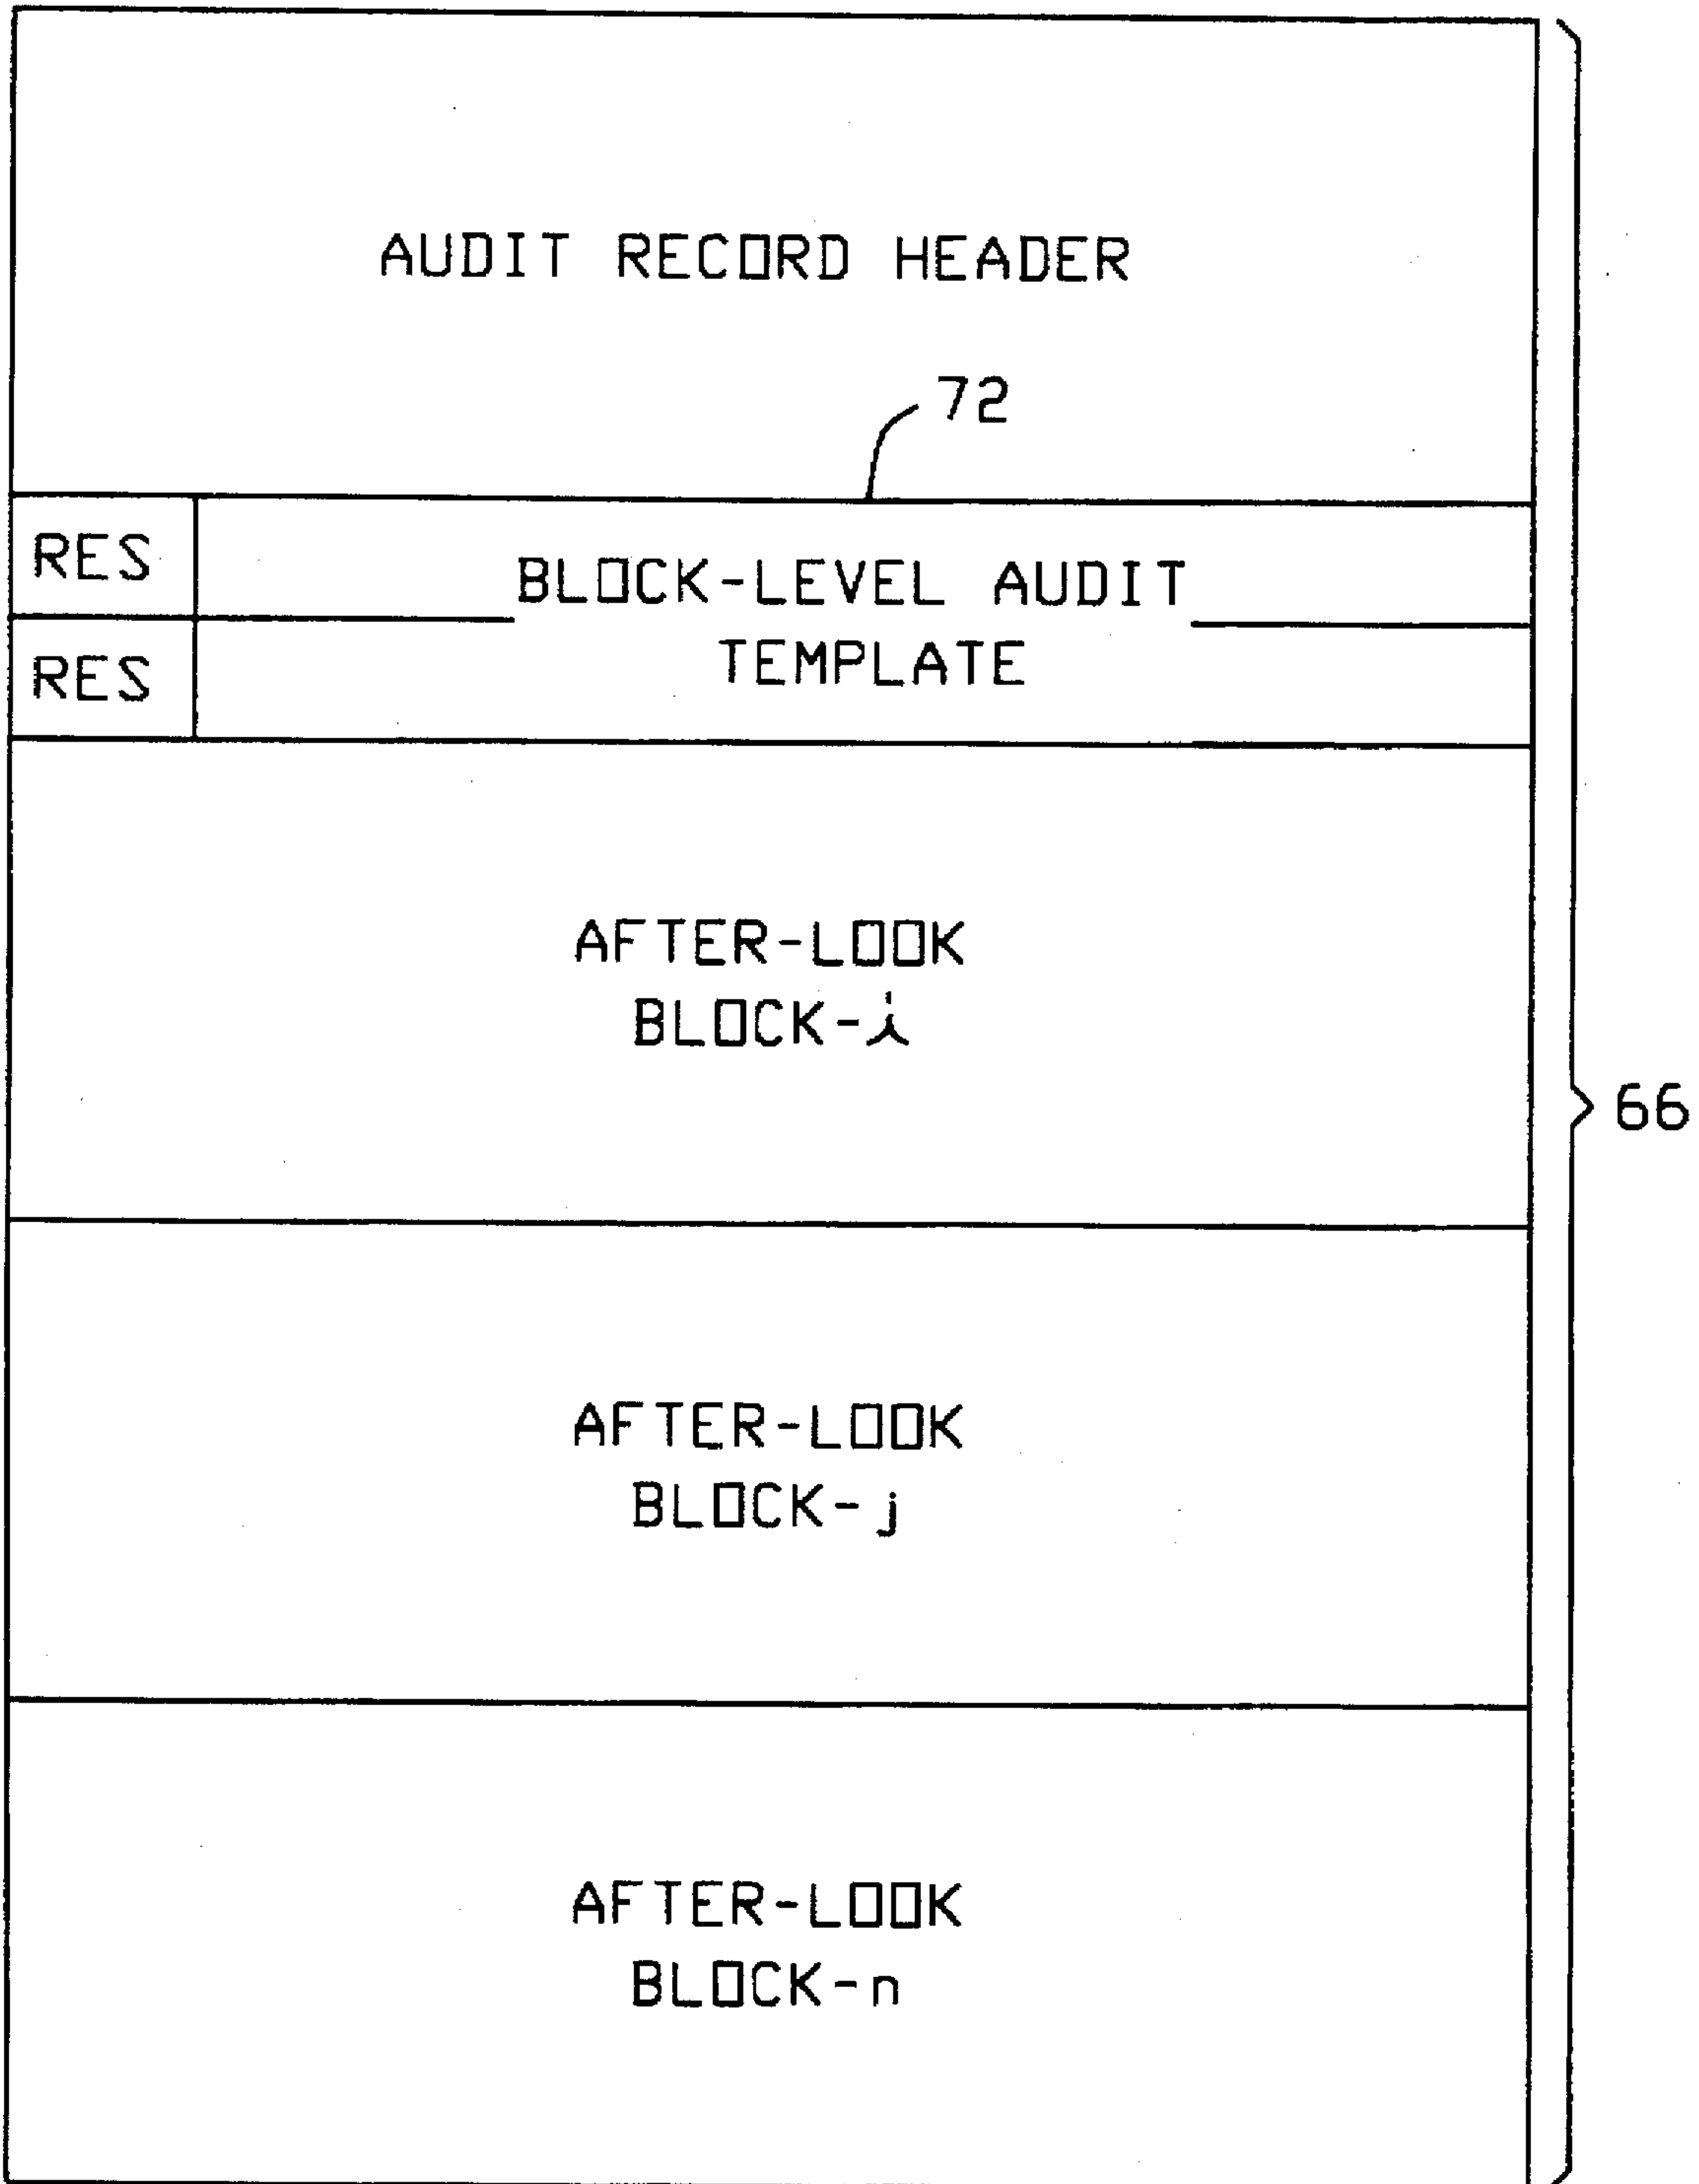 AUDIT RECORD HEADER
72
RES
BLOCK-LEVEL AUDIT
RES
TEMPLATE
AFTER-LOOK
BLOCK-i
66
AFTER-LOOK
BLOCK-j
AFTER-LOOK
BLOCK-n